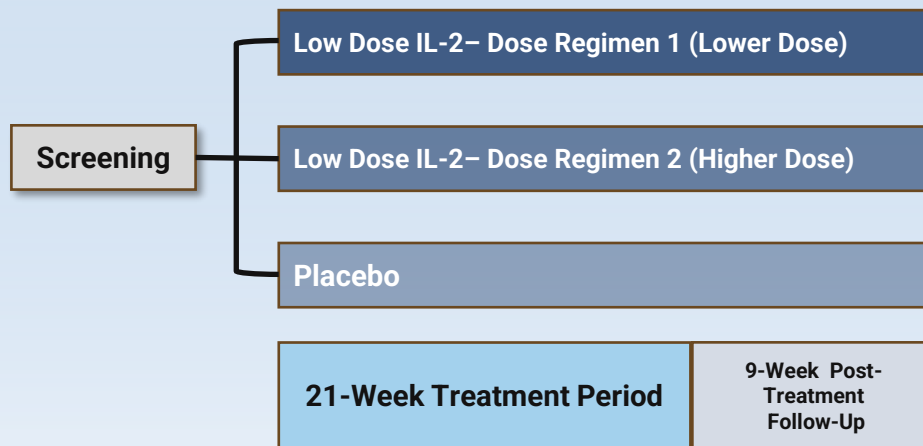 Low Dose IL-2– Dose Regimen 1 (Lower Dose)
Screening
Low Dose IL-2– Dose Regimen 2 (Higher Dose)
Placebo
21-Week Treatment Period
9-Week Post-
Treatment
Follow-Up